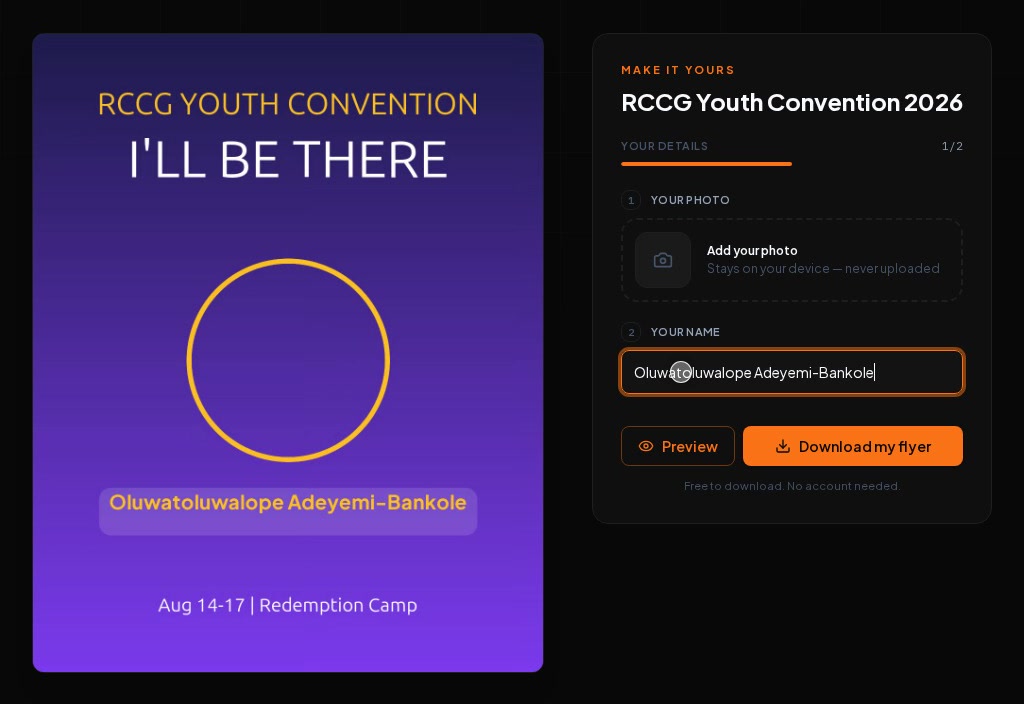 RCCG YOUTH CONVENTION
I'LL BE THERE
Oluwatoluwalope Adeyemi-Bankole
Aug 14-17 | Redemption Camp
MAKE IT YOURS
RCCG Youth Convention 2026
YOUR DETAILS 1/2
1 YOUR PHOTO
Add your photo
Stays on your device — never uploaded
2 YOUR NAME
Oluwatoluwalope Adeyemi-Bankole
Preview Download my flyer
Free to download. No account needed.